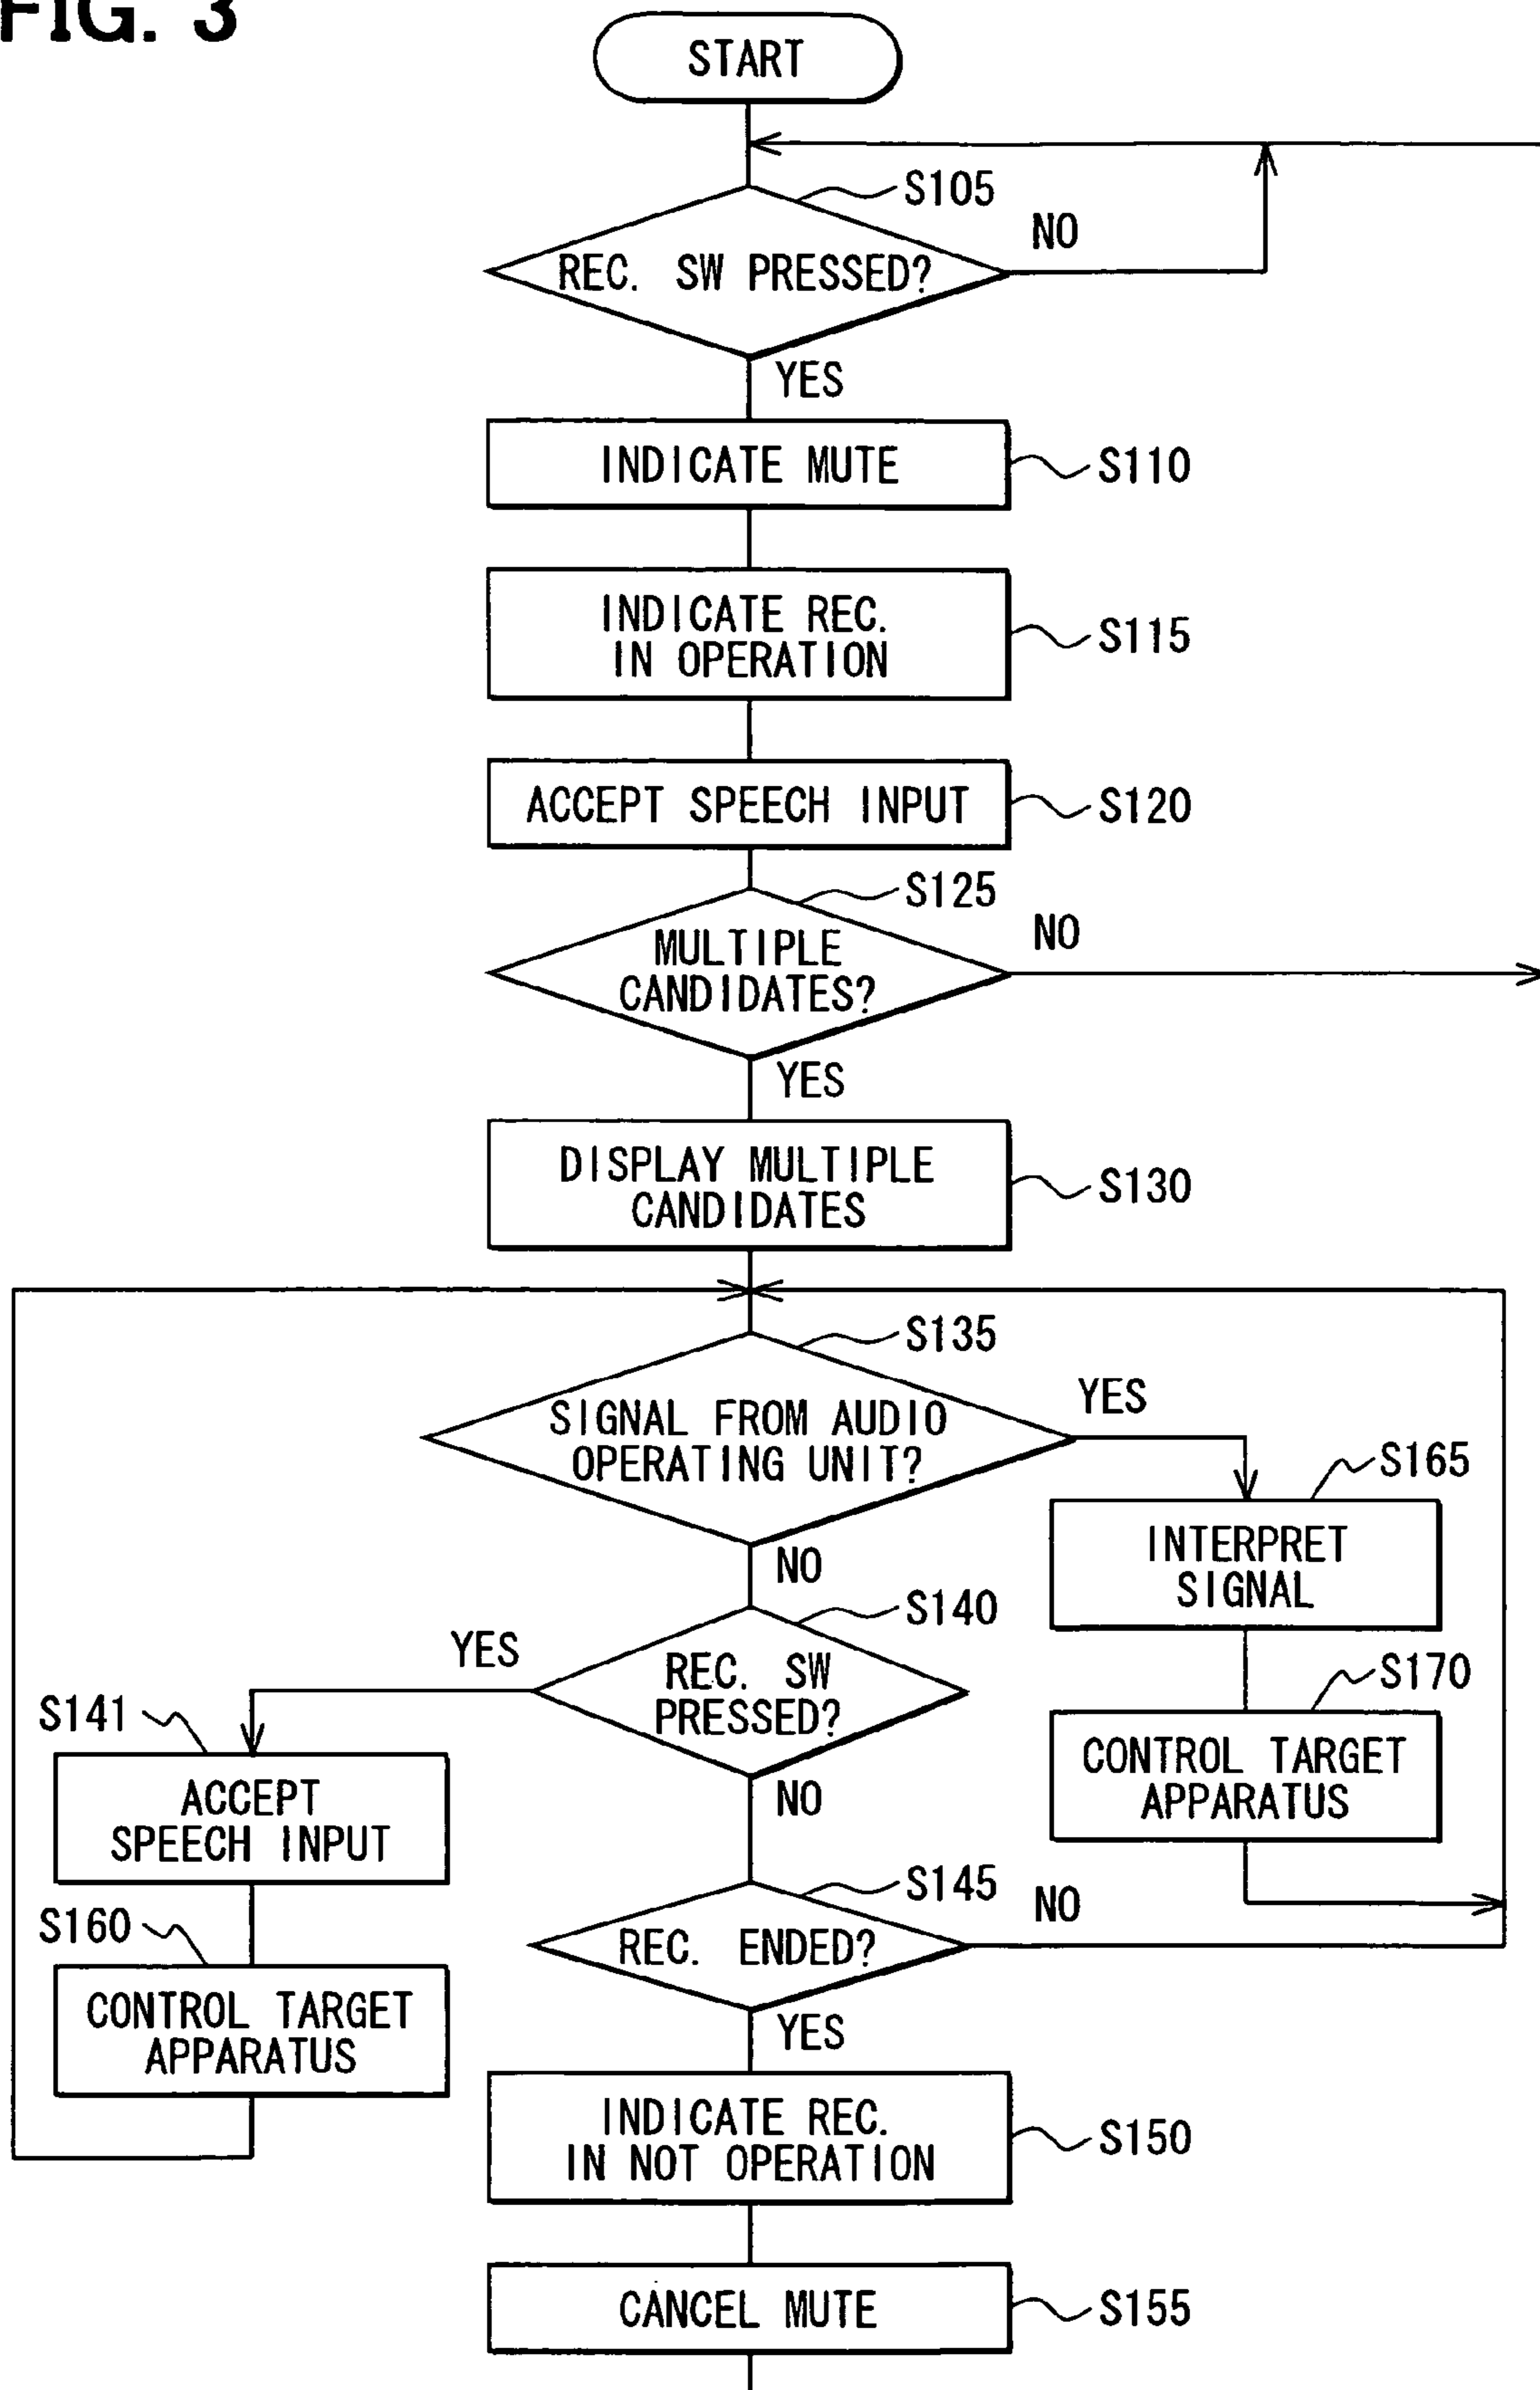 FIG. 3
START
S105
REC. SW PRESSED?
NO
YES
INDICATE MUTE
S110
INDICATE REC.
IN OPERATION
S115
ACCEPT SPEECH INPUT
S120
S125
MULTIPLE
CANDIDATES?
NO
YES
DISPLAY MULTIPLE
CANDIDATES
S130
S135
SIGNAL FROM AUDIO
OPERATING UNIT?
YES
S165
INTERPRET
SIGNAL
NO
S140
YES
REC. SW
PRESSED?
S170
CONTROL TARGET
APPARATUS
S141
ACCEPT
SPEECH INPUT
NO
S145
REC. ENDED?
NO
S160
CONTROL TARGET
APPARATUS
YES
INDICATE REC.
IN NOT OPERATION
S150
CANCEL MUTE
S155